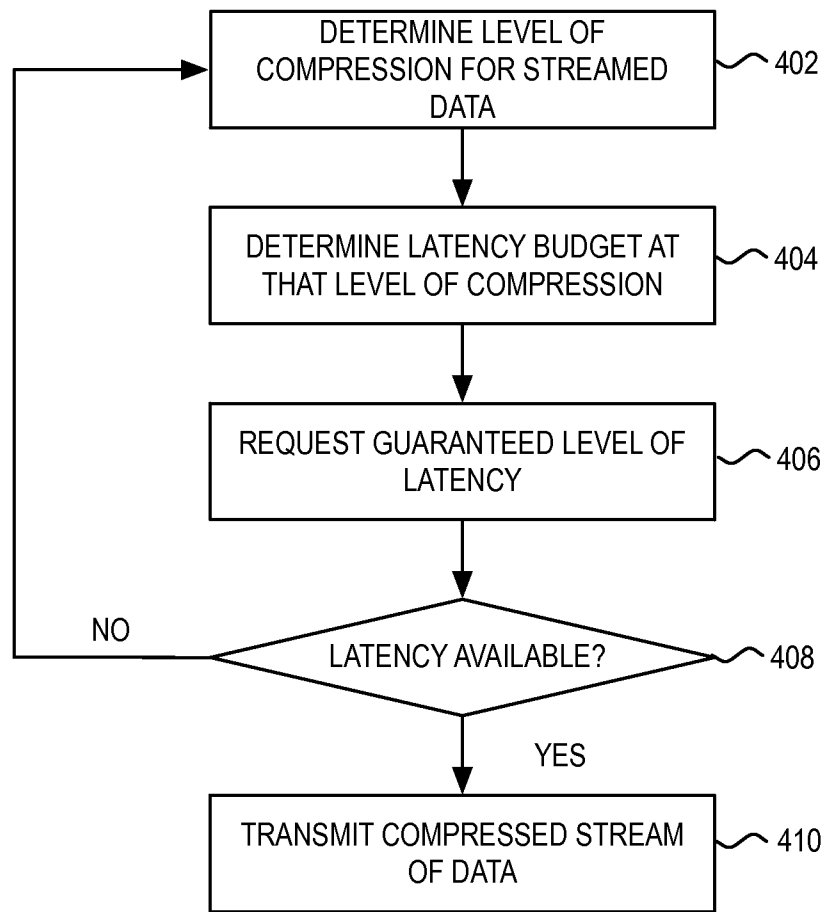 DETERMINE LEVEL OF
COMPRESSION FOR STREAMED
DATA
402
DETERMINE LATENCY BUDGET AT
THAT LEVEL OF COMPRESSION
404
REQUEST GUARANTEED LEVEL OF
LATENCY
406
NO
LATENCY AVAILABLE?
408
YES
TRANSMIT COMPRESSED STREAM
OF DATA
410